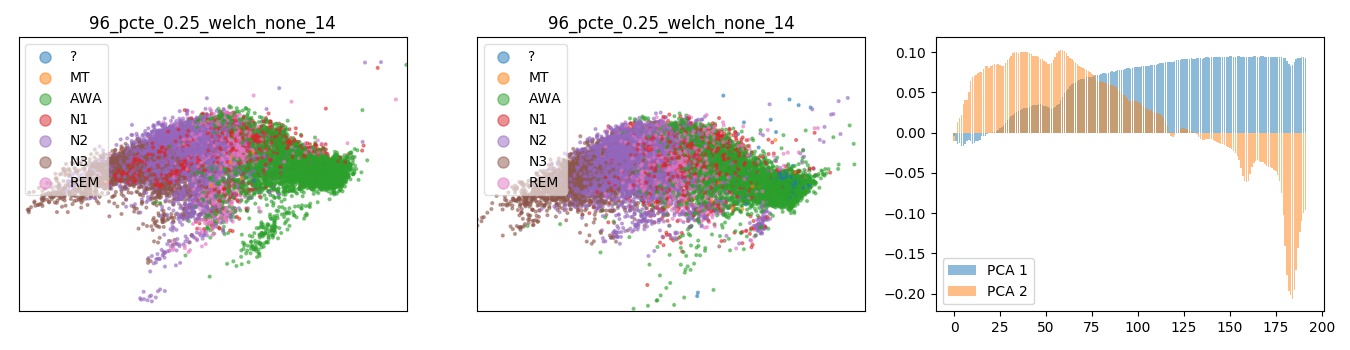 96_pcte_0.25_welch_none_14
?
MT
AWA
N1
N2
N3
REM
96_pcte_0.25_welch_none_14
?
MT
AWA
N1
N2
N3
REM
0.10
0.05
0.00
−0.05
−0.10
−0.15
−0.20
PCA 1
PCA 2
0 25 50 75 100 125 150 175 200